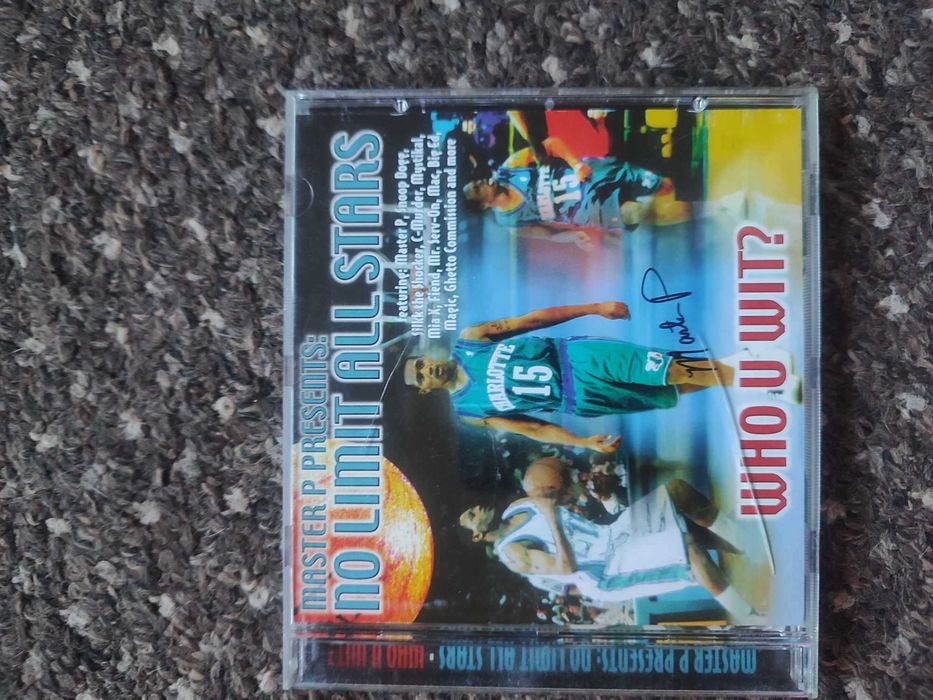 MASTER P PRESENTS:
NO LIMIT ALL STARS
Featuring: Master P, Snoop Dogg,
Silkk the Shocker, C-Murder, Mystikal,
Mia X, Fiend, Mr. Serv-On, Mac, Big Ed,
Magic, Ghetto Commission and more
CHARLOTTE
15
CHARLOTTE
15
Master P
WHO U WIT?
MASTER P PRESENTS: NO LIMIT ALL STARS - WHO U WIT?